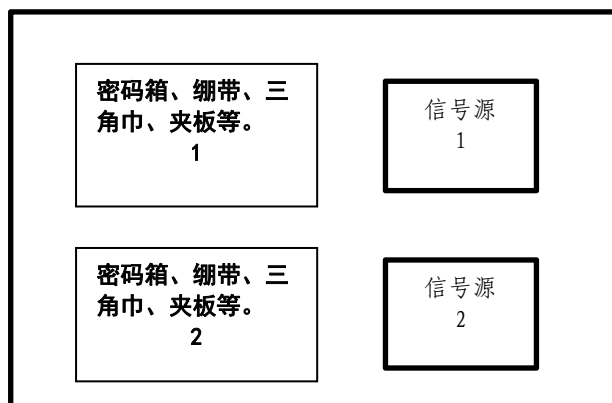 密码箱、绷带、三
角巾、夹板等。
1
信号源
1
密码箱、绷带、三
角巾、夹板等。
2
信号源
2